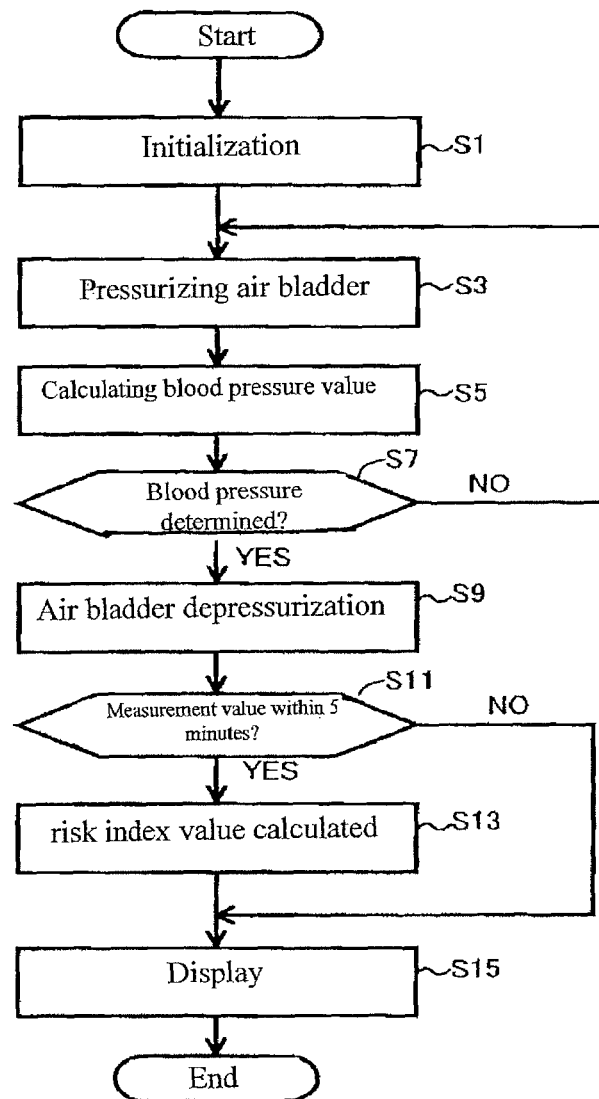 Start
Initialization
S1
Pressurizing air bladder
S3
Calculating blood pressure value
S5
S7
Blood pressure
determined?
NO
YES
Air bladder depressurization
S9
S11
Measurement value within 5
minutes?
NO
YES
risk index value calculated
S13
Display
S15
End